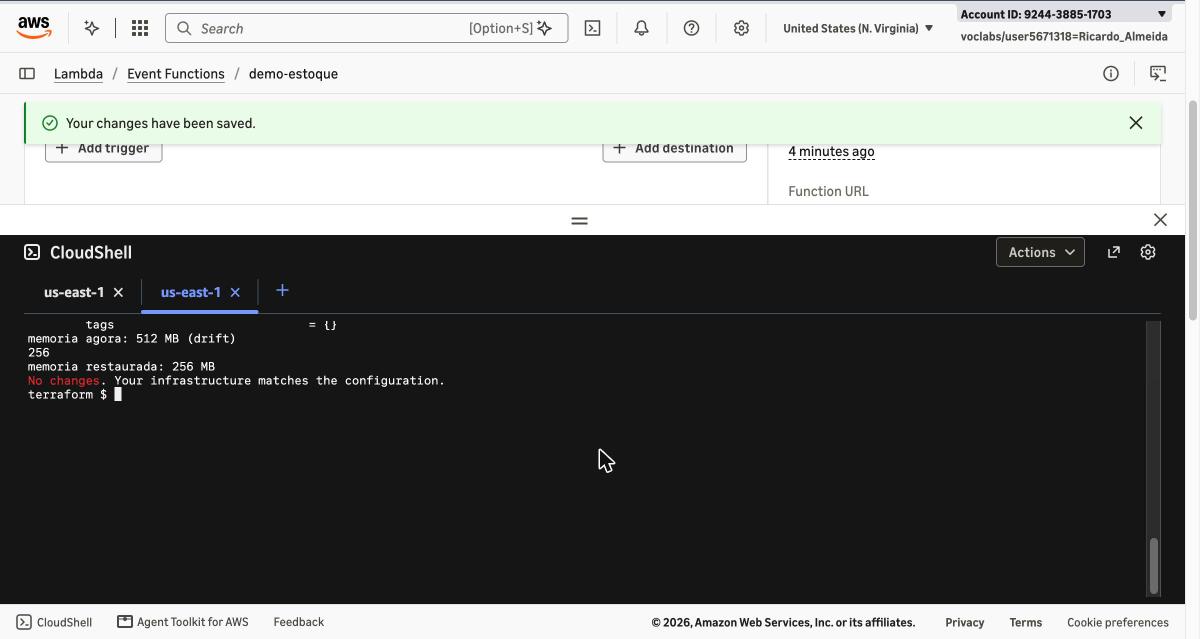 aws
Search
[Option+S]
United States (N. Virginia)
Account ID: 9244-3885-1703
voclabs/user5671318=Ricardo_Almeida
Lambda / Event Functions / demo-estoque
Your changes have been saved.
+ Add trigger
+ Add destination
4 minutes ago
Function URL
CloudShell
Actions
us-east-1
us-east-1
tags = {}
memoria agora: 512 MB (drift)
256
memoria restaurada: 256 MB
No changes. Your infrastructure matches the configuration.
terraform $
CloudShell
Agent Toolkit for AWS
Feedback
© 2026, Amazon Web Services, Inc. or its affiliates.
Privacy
Terms
Cookie preferences